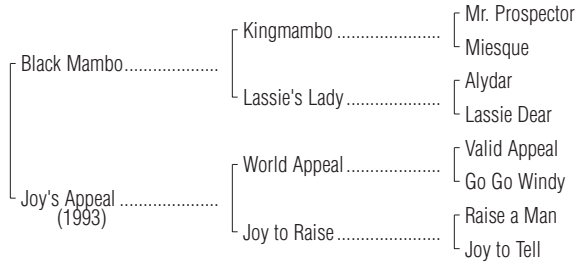 Mr. Prospector
Kingmambo ....................
Miesque
Black Mambo..................
Alydar
Lassie's Lady ..................
Lassie Dear
Valid Appeal
World Appeal ..................
Go Go Windy
Joy's Appeal ...................
(1993)
Raise a Man
Joy to Raise....................
Joy to Tell